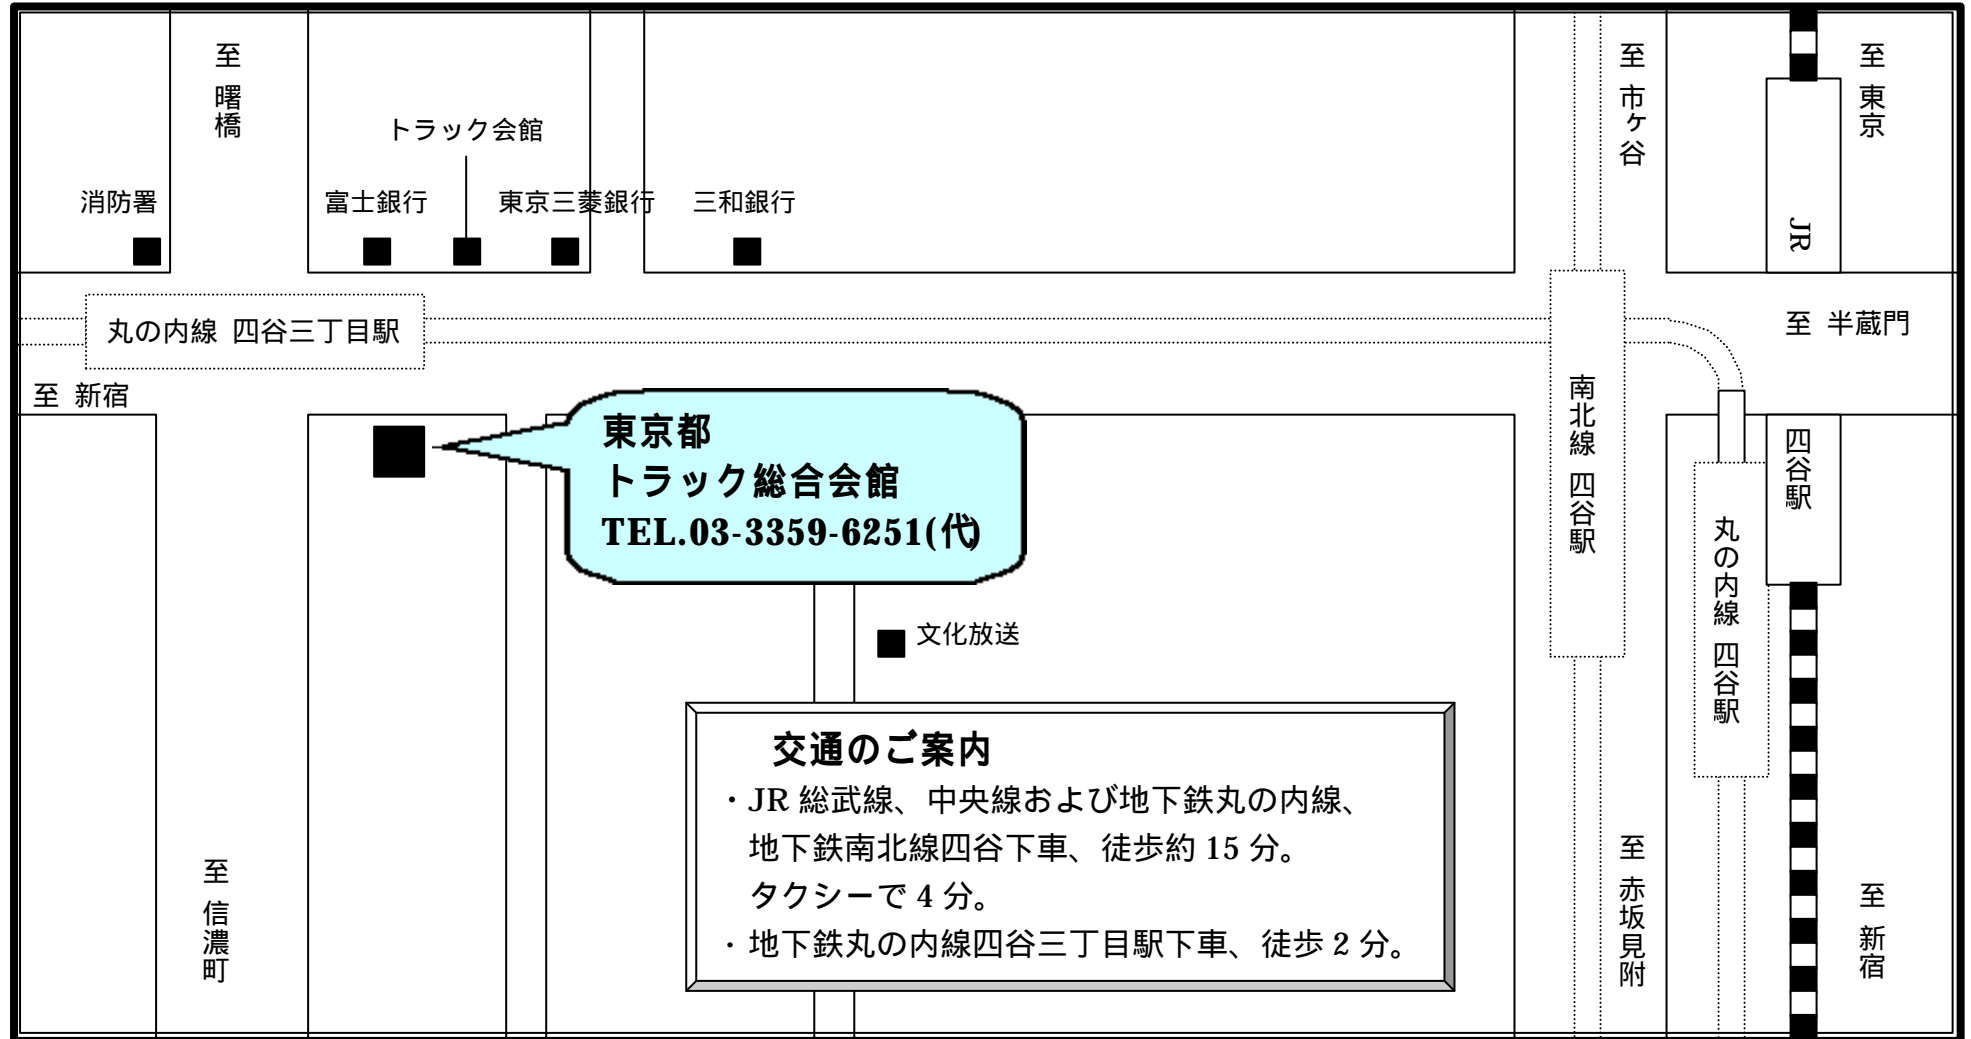 至 曙橋
至 市ヶ谷
至 東京
トラック会館
消防署
富士銀行
東京三菱銀行
三和銀行
JR
丸の内線 四谷三丁目駅
至 半蔵門
至 新宿
東京都
トラック総合会館
TEL.03-3359-6251(代)
南北線 四谷駅
四谷駅
丸の内線 四谷駅
文化放送
交通のご案内
・JR 総武線、中央線および地下鉄丸の内線、
地下鉄南北線四谷下車、徒歩約 15 分。
タクシーで 4 分。
・地下鉄丸の内線四谷三丁目駅下車、徒歩 2 分。
至 信濃町
至 赤坂見附
至 新宿